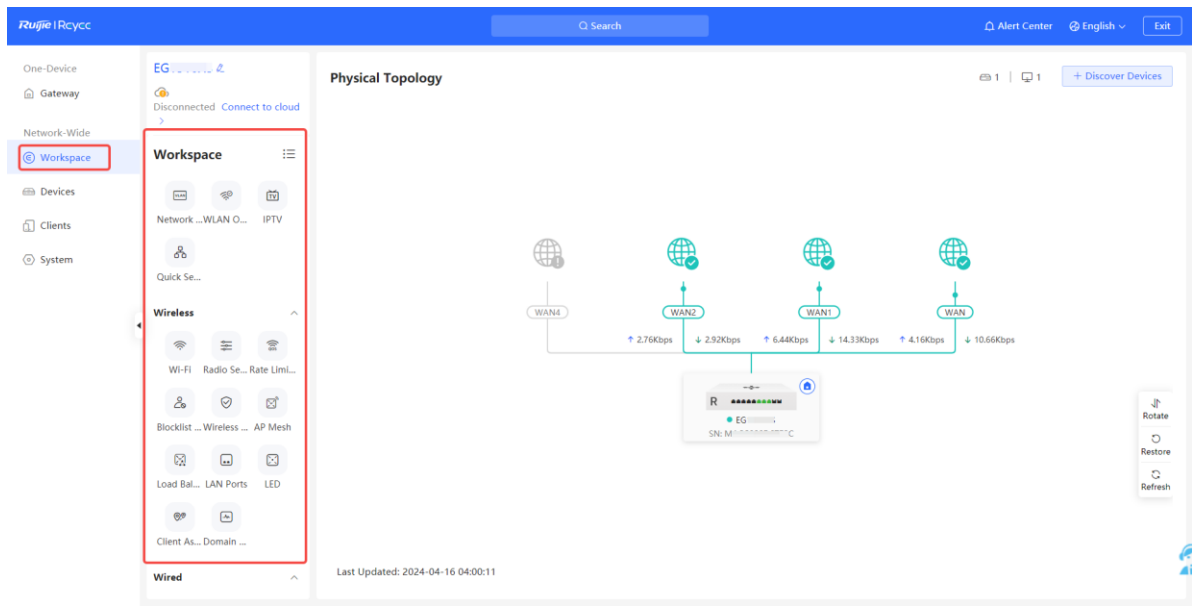 Ruijie | Rcycc
Search
Alert Center
English
Exit
One-Device
Gateway
Network-Wide
Workspace
Devices
Clients
System
EG
Disconnected Connect to cloud
Workspace
VLAN
TV
Network ... WLAN O... IPTV
Quick Se...
Wireless
Wi-Fi Radio Se... Rate Limi...
Blocklist ... Wireless ... AP Mesh
Load Bal... LAN Ports LED
Client As... Domain ...
Wired
Physical Topology
1 | 1
+ Discover Devices
WAN4 WAN2 WAN1 WAN
2.76Kbps 2.92Kbps 6.44Kbps 14.33Kbps 4.16Kbps 10.66Kbps
R
EG
SN: M C
Rotate
Restore
Refresh
Last Updated: 2024-04-16 04:00:11